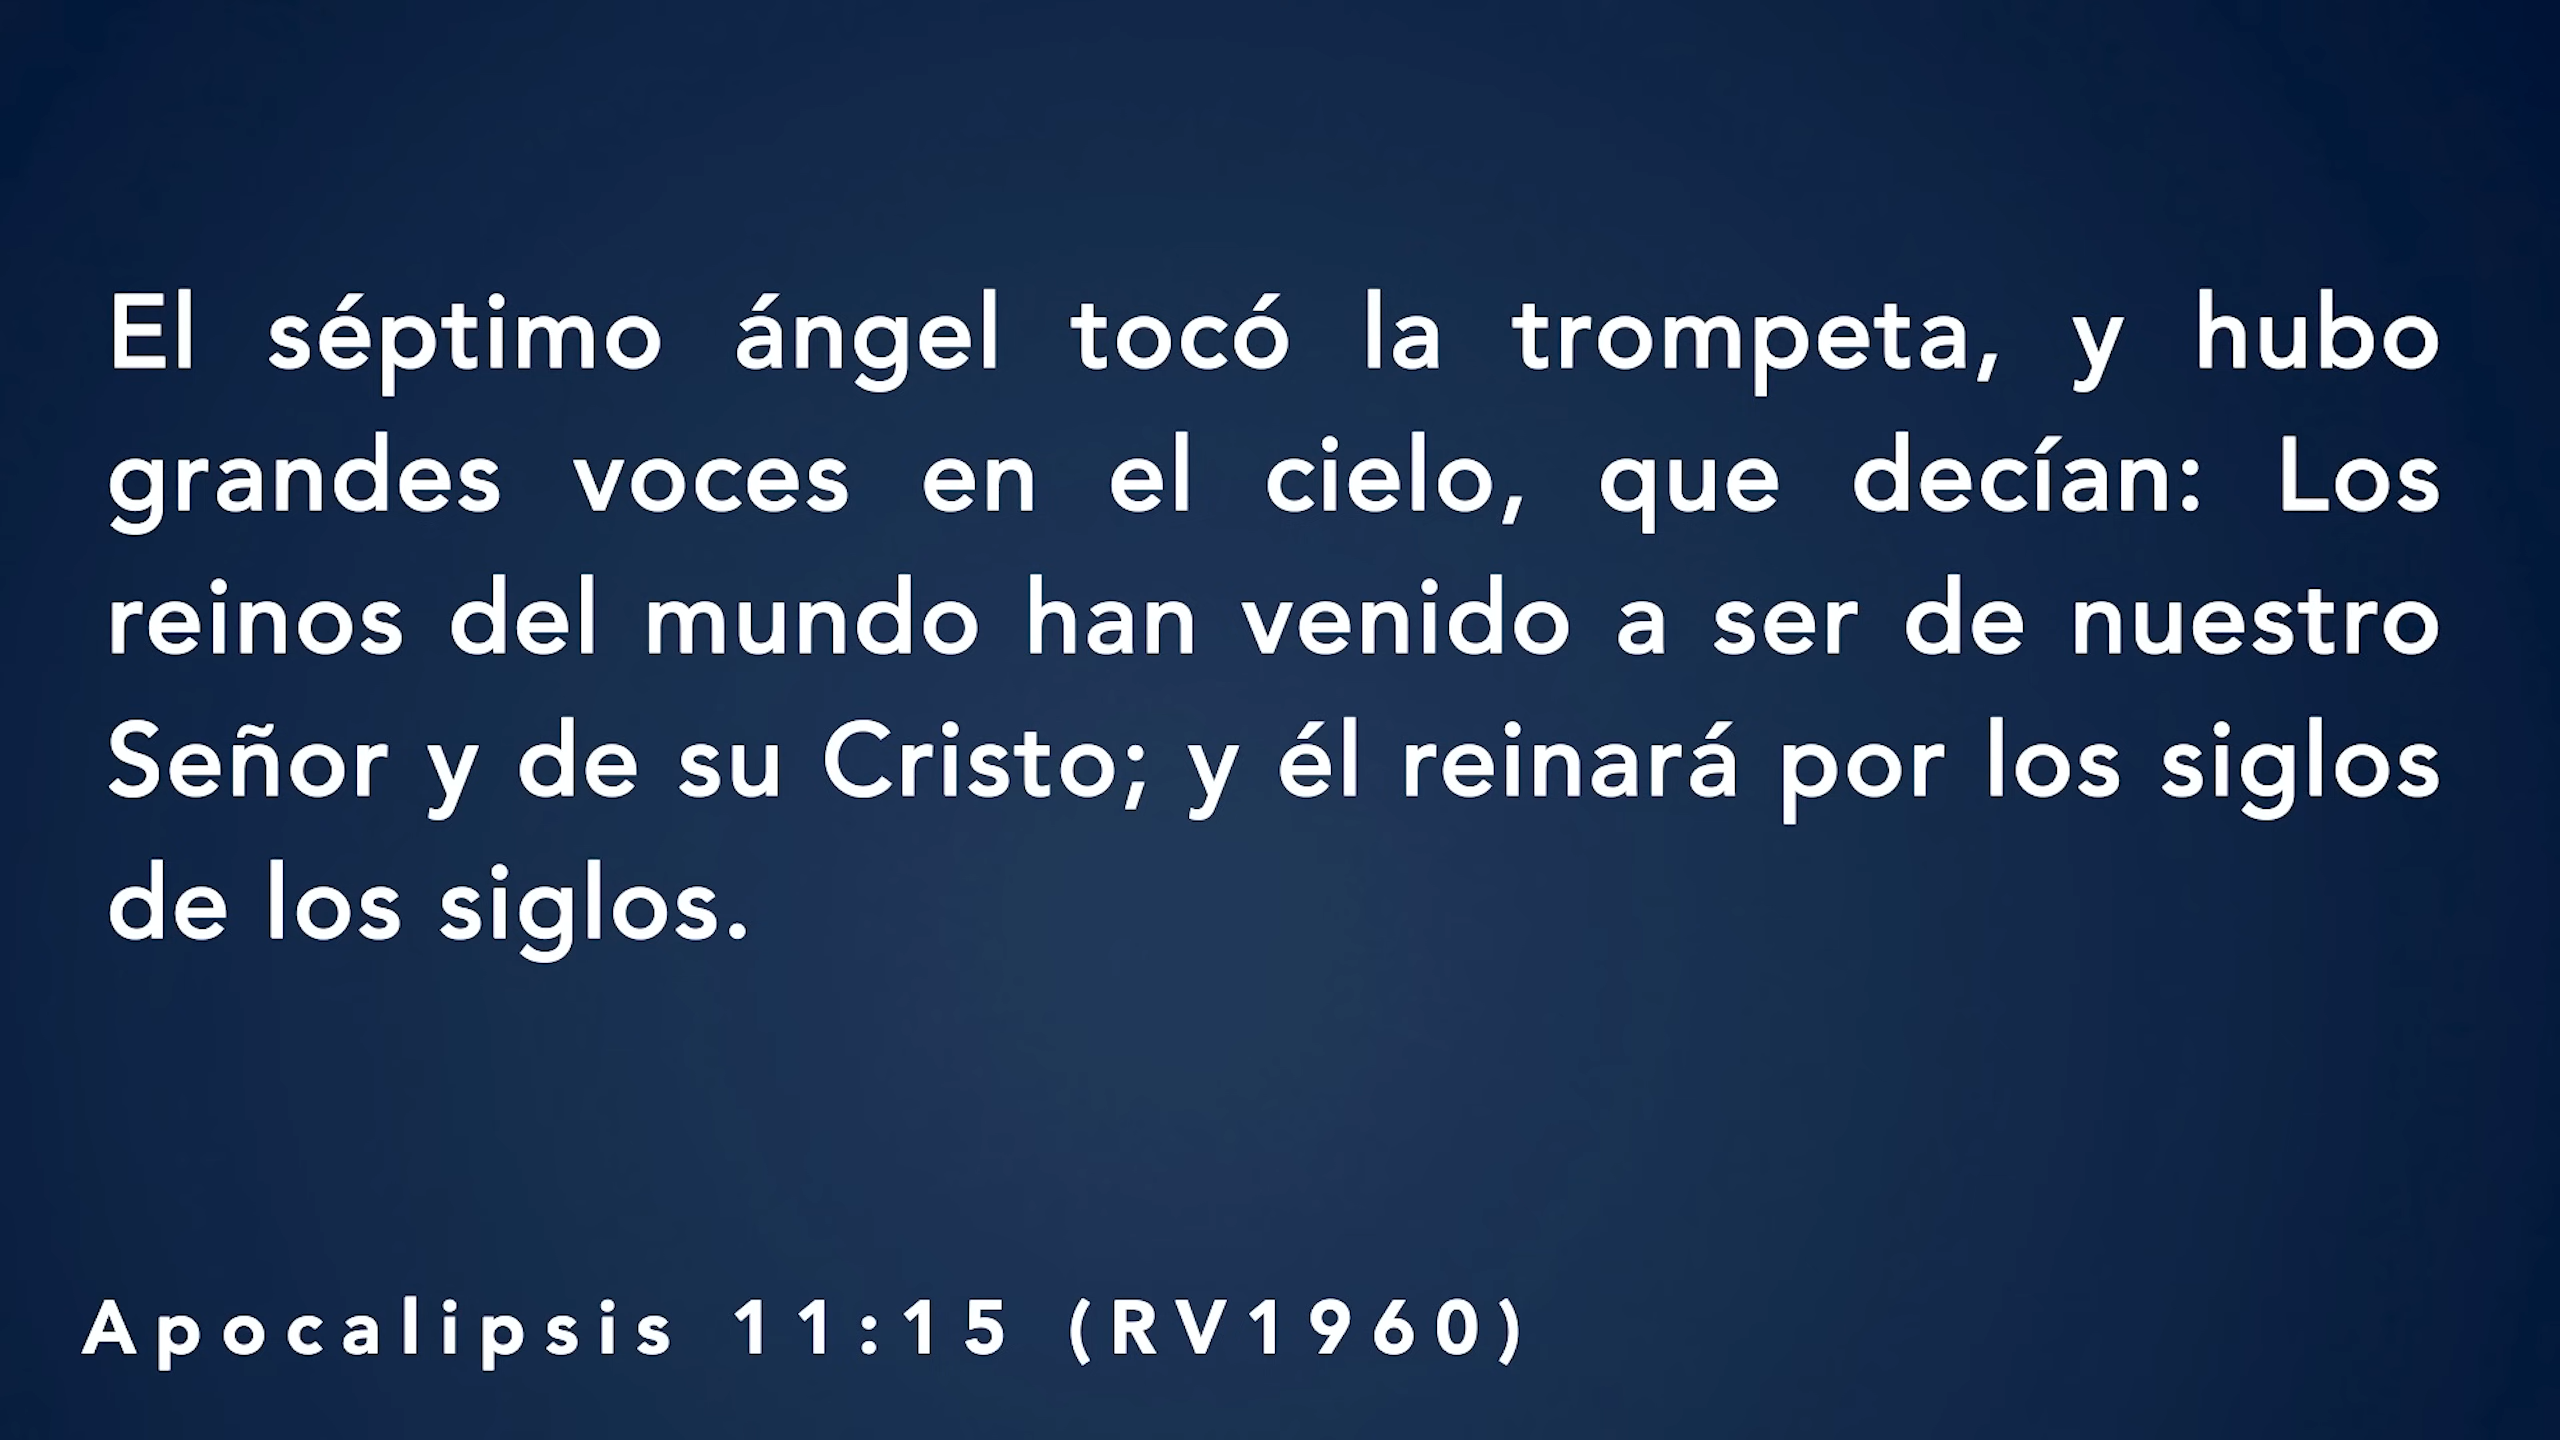 El séptimo ángel tocó la trompeta, y hubo
grandes voces en el cielo, que decían: Los
reinos del mundo han venido a ser de nuestro
Señor y de su Cristo; y él reinará por los siglos
de los siglos.
Apocalipsis 11:15 (RV1960)